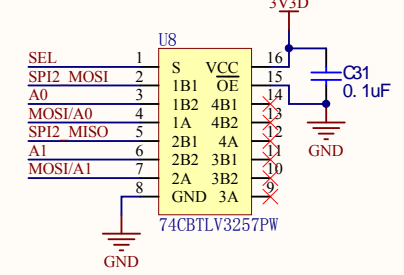 3V3D
U8
SEL 1 S VCC 16
SPI2_MOSI 2 1B1 OE 15
A0 3 1B2 4B1 14
MOSI/A0 4 1A 4B2 13
SPI2_MISO 5 2B1 4A 12
A1 6 2B2 3B1 11
MOSI/A1 7 2A 3B2 10
8 GND 3A 9
C31
0.1uF
GND
74CBTLV3257PW
GND